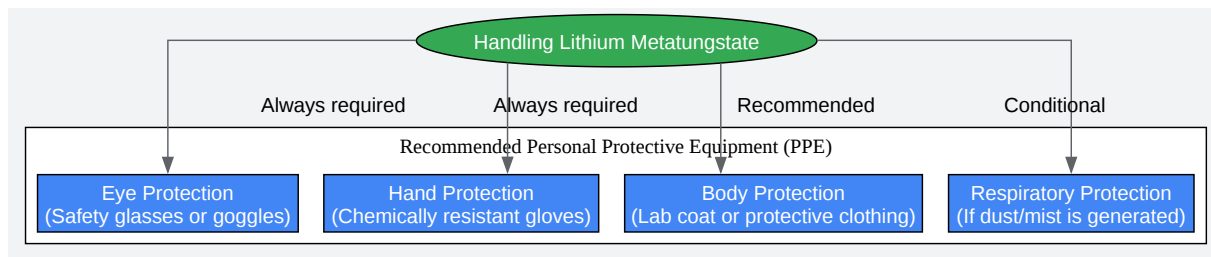 Handling Lithium Metatungstate
Always required
Always required
Recommended
Conditional
Recommended Personal Protective Equipment (PPE)
Eye Protection
(Safety glasses or goggles)
Hand Protection
(Chemically resistant gloves)
Body Protection
(Lab coat or protective clothing)
Respiratory Protection
(If dust/mist is generated)